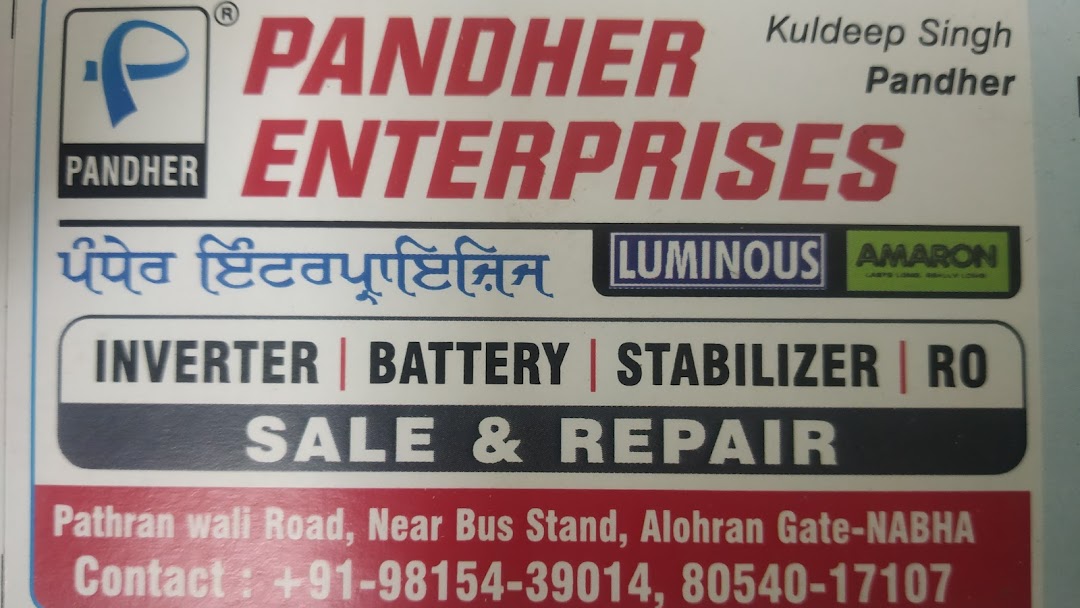 ®
PANDHER
PANDHER
ENTERPRISES
Kuldeep Singh
Pandher
ਪੰਧੇਰ ਇੰਟਰਪ੍ਰਾਇਜ਼ਿਜ
LUMINOUS
AMARON
LASTS LONG, REALLY LONG
INVERTER | BATTERY | STABILIZER | RO
SALE & REPAIR
Pathran wali Road, Near Bus Stand, Alohran Gate-NABHA
Contact : +91-98154-39014, 80540-17107